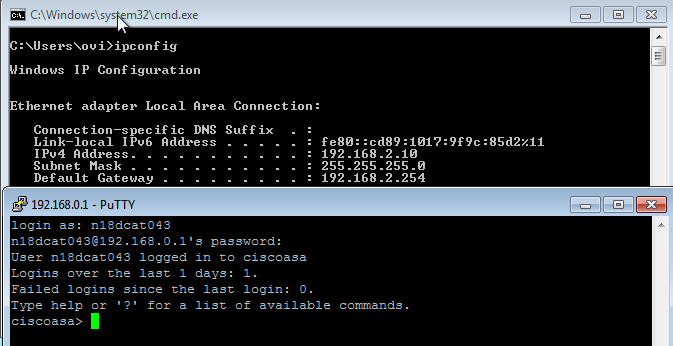 C:\Windows\system32\cmd.exe
C:\Users\ovi>ipconfig
Windows IP Configuration
Ethernet adapter Local Area Connection:
Connection-specific DNS Suffix . :
Link-local IPv6 Address . . . . . : fe80::cd89:1017:9f9c:85d2%11
IPv4 Address. . . . . . . . . . . : 192.168.2.10
Subnet Mask . . . . . . . . . . . : 255.255.255.0
Default Gateway . . . . . . . . . : 192.168.2.254
192.168.0.1 - PuTTY
login as: n18dcat043
n18dcat043@192.168.0.1's password:
User n18dcat043 logged in to ciscoasa
Logins over the last 1 days: 1.
Failed logins since the last login: 0.
Type help or '?' for a list of available commands.
ciscoasa>